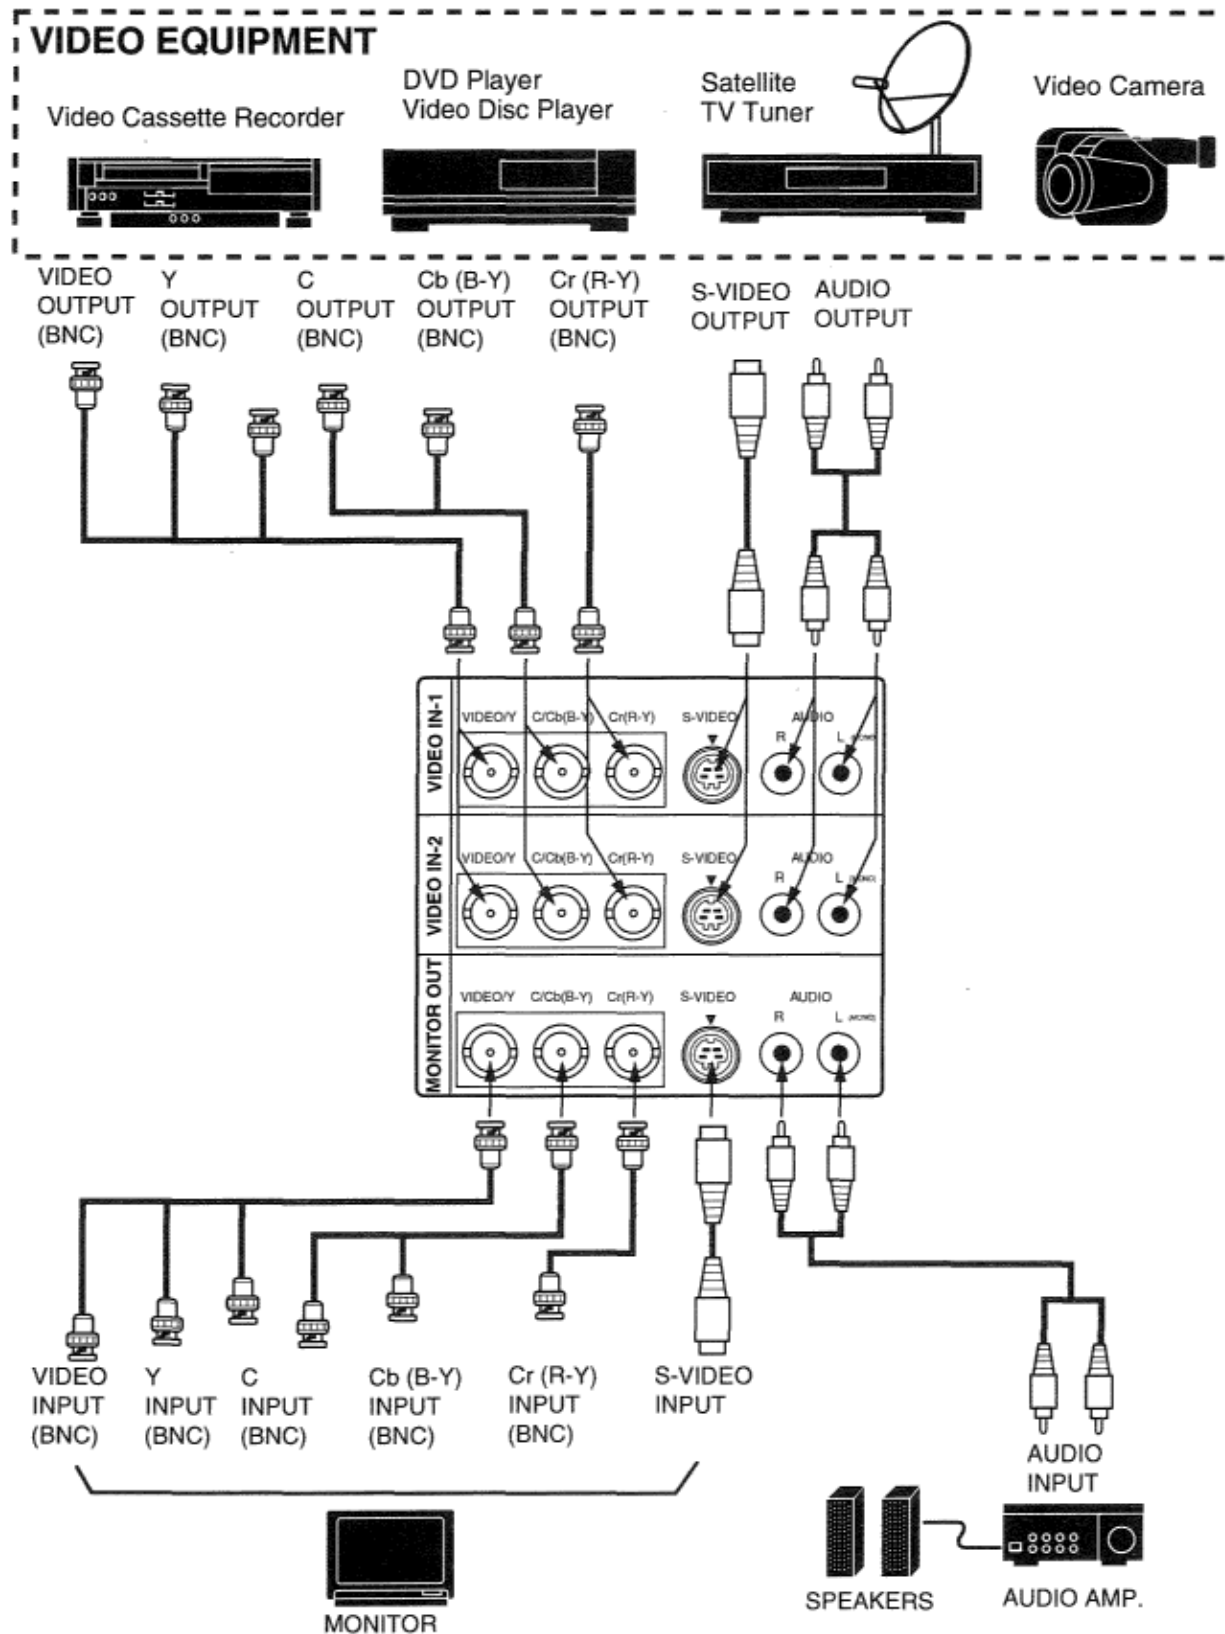 VIDEO EQUIPMENT
Video Cassette Recorder
DVD Player
Video Disc Player
Satellite
TV Tuner
Video Camera
VIDEO
OUTPUT
(BNC)
Y
OUTPUT
(BNC)
C
OUTPUT
(BNC)
Cb (B-Y)
OUTPUT
(BNC)
Cr (R-Y)
OUTPUT
(BNC)
S-VIDEO
OUTPUT
AUDIO
OUTPUT
VIDEO IN-1
VIDEO/Y
C/Cb(B-Y)
Cr(R-Y)
S-VIDEO
AUDIO
R
L (MONO)
VIDEO IN-2
VIDEO/Y
C/Cb(B-Y)
Cr(R-Y)
S-VIDEO
AUDIO
R
L (MONO)
MONITOR OUT
VIDEO/Y
C/Cb(B-Y)
Cr(R-Y)
S-VIDEO
AUDIO
R
L (MONO)
VIDEO
INPUT
(BNC)
Y
INPUT
(BNC)
C
INPUT
(BNC)
Cb (B-Y)
INPUT
(BNC)
Cr (R-Y)
INPUT
(BNC)
S-VIDEO
INPUT
AUDIO
INPUT
MONITOR
SPEAKERS
AUDIO AMP.